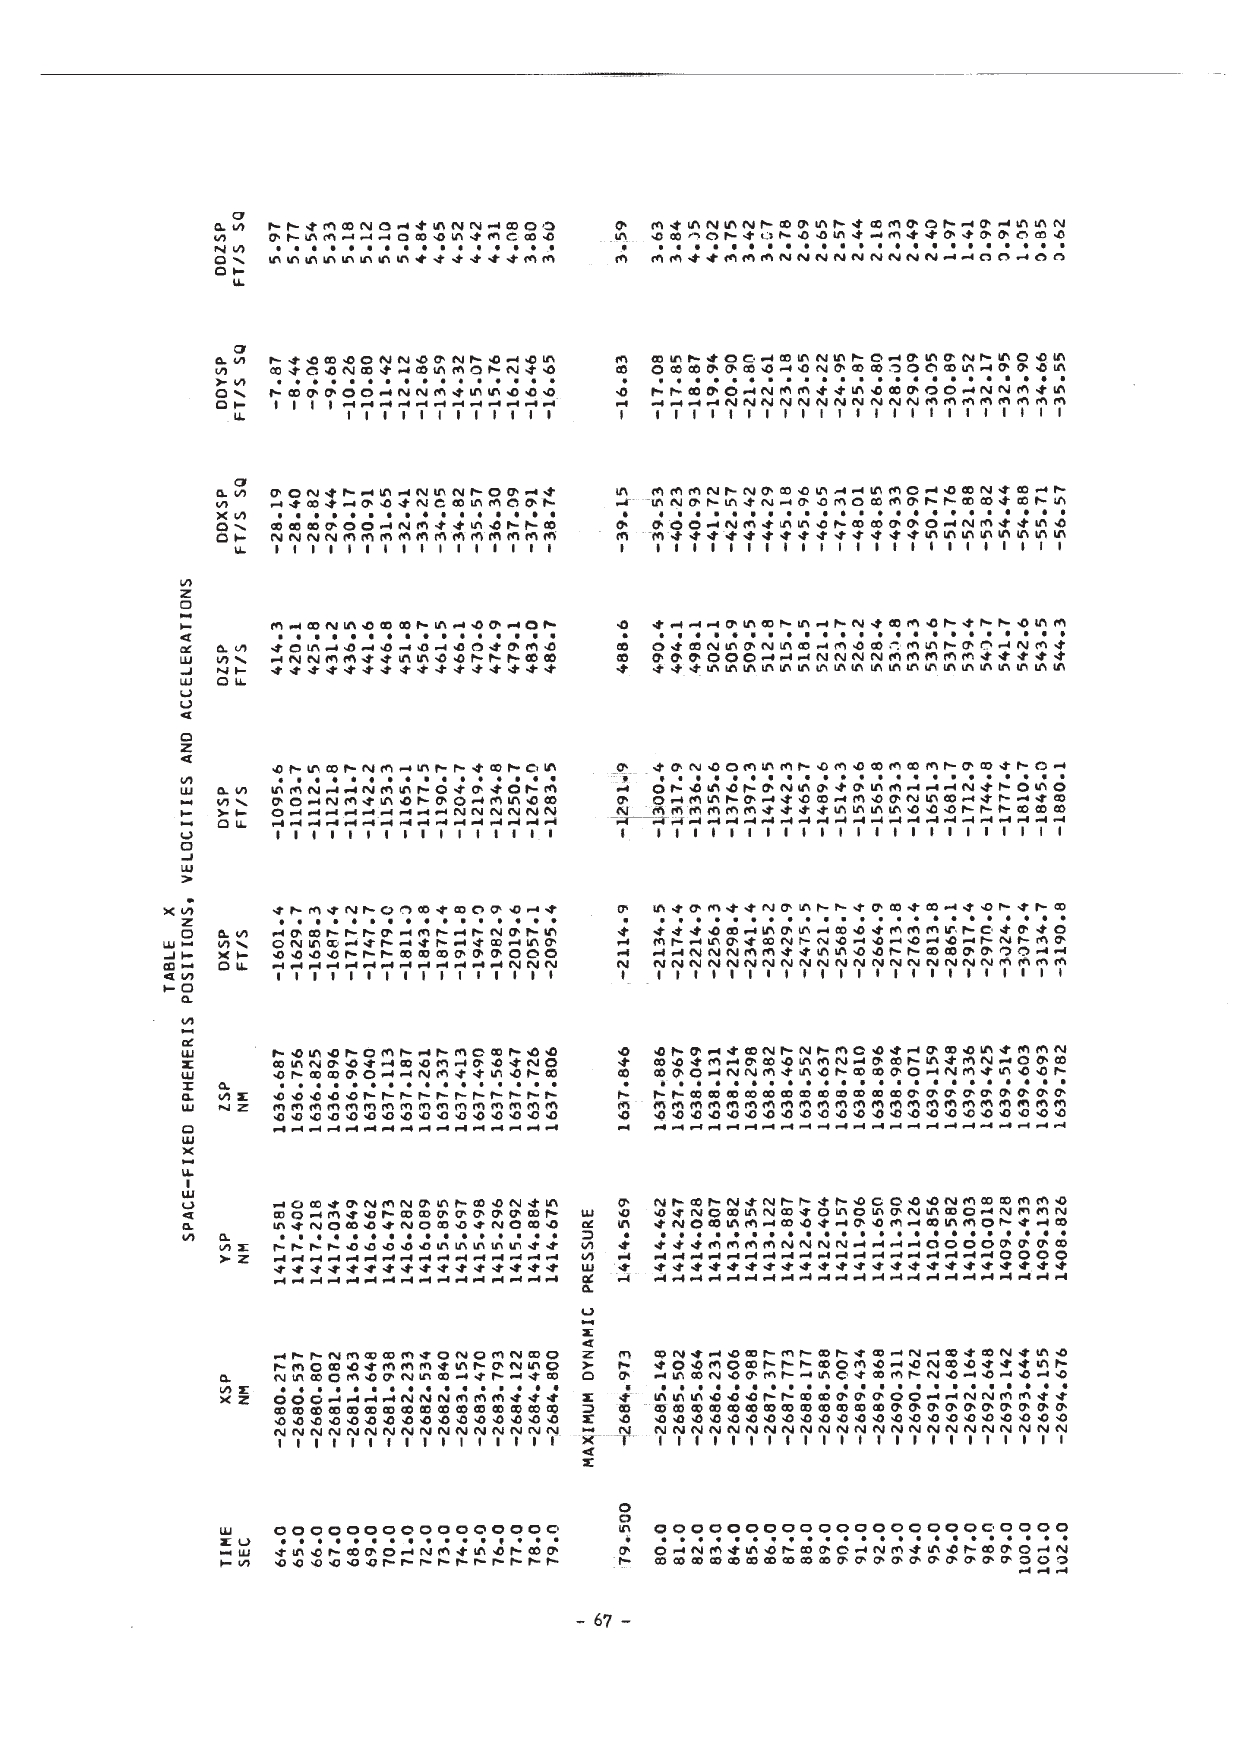 TABLE X
SPACE-FIXED EPHEMERIS POSITIONS, VELOCITIES AND ACCELERATIONS
TIME XSP YSP ZSP DXSP DYSP DZSP DDXSP DDYSP DDZSP
SEC NM NM NM FT/S FT/S FT/S FT/S SQ FT/S SQ FT/S SQ
64.0 -2680.271 1417.581 1636.687 -1601.4 -1095.6 414.3 -28.19 -7.87 5.97
65.0 -2680.537 1417.400 1636.756 -1629.7 -1103.7 420.1 -28.40 -8.44 5.77
66.0 -2680.807 1417.218 1636.825 -1658.3 -1112.5 425.8 -28.82 -9.06 5.54
67.0 -2681.082 1417.034 1636.896 -1687.4 -1121.8 431.2 -29.44 -9.68 5.33
68.0 -2681.363 1416.849 1636.967 -1717.2 -1131.7 436.5 -30.17 -10.26 5.18
69.0 -2681.648 1416.662 1637.040 -1747.7 -1142.2 441.6 -30.91 -10.80 5.12
70.0 -2681.938 1416.473 1637.113 -1779.0 -1153.3 446.8 -31.65 -11.42 5.10
71.0 -2682.233 1416.282 1637.187 -1811.0 -1165.1 451.8 -32.41 -12.12 5.01
72.0 -2682.534 1416.089 1637.261 -1843.8 -1177.5 456.7 -33.22 -12.86 4.84
73.0 -2682.840 1415.895 1637.337 -1877.4 -1190.7 461.5 -34.05 -13.59 4.65
74.0 -2683.152 1415.697 1637.413 -1911.8 -1204.7 466.1 -34.82 -14.32 4.52
75.0 -2683.470 1415.498 1637.490 -1947.0 -1219.4 470.6 -35.57 -15.07 4.42
76.0 -2683.793 1415.296 1637.568 -1982.9 -1234.8 474.9 -36.30 -15.76 4.31
77.0 -2684.122 1415.092 1637.647 -2019.6 -1250.7 479.1 -37.09 -16.21 4.08
78.0 -2684.458 1414.884 1637.726 -2057.1 -1267.0 483.0 -37.91 -16.46 3.80
79.0 -2684.800 1414.675 1637.806 -2095.4 -1283.5 486.7 -38.74 -16.65 3.60
MAXIMUM DYNAMIC PRESSURE
79.500 -2684.973 1414.569 1637.846 -2114.9 -1291.9 488.6 -39.15 -16.83 3.59
80.0 -2685.148 1414.462 1637.886 -2134.5 -1300.4 490.4 -39.53 -17.08 3.63
81.0 -2685.502 1414.247 1637.967 -2174.4 -1317.9 494.1 -40.23 -17.85 3.84
82.0 -2685.864 1414.028 1638.049 -2214.9 -1336.2 498.1 -40.93 -18.87 4.05
83.0 -2686.231 1413.807 1638.131 -2256.3 -1355.6 502.1 -41.72 -19.94 4.02
84.0 -2686.606 1413.582 1638.214 -2298.4 -1376.0 505.9 -42.57 -20.90 3.75
85.0 -2686.988 1413.354 1638.298 -2341.4 -1397.3 509.5 -43.42 -21.80 3.42
86.0 -2687.377 1413.122 1638.382 -2385.2 -1419.5 512.8 -44.29 -22.61 3.07
87.0 -2687.773 1412.887 1638.467 -2429.9 -1442.3 515.7 -45.18 -23.18 2.78
88.0 -2688.177 1412.647 1638.552 -2475.5 -1465.7 518.5 -45.96 -23.65 2.69
89.0 -2688.588 1412.404 1638.637 -2521.7 -1489.6 521.1 -46.65 -24.22 2.65
90.0 -2689.007 1412.157 1638.723 -2568.7 -1514.3 523.7 -47.31 -24.95 2.57
91.0 -2689.434 1411.906 1638.810 -2616.4 -1539.6 526.2 -48.01 -25.87 2.44
92.0 -2689.868 1411.650 1638.896 -2664.9 -1565.8 528.4 -48.85 -26.80 2.18
93.0 -2690.311 1411.390 1638.984 -2713.8 -1593.3 530.8 -49.33 -28.01 2.33
94.0 -2690.762 1411.126 1639.071 -2763.4 -1621.8 533.3 -49.90 -29.09 2.49
95.0 -2691.221 1410.856 1639.159 -2813.8 -1651.3 535.6 -50.71 -30.05 2.40
96.0 -2691.688 1410.582 1639.248 -2865.1 -1681.7 537.7 -51.76 -30.89 1.97
97.0 -2692.164 1410.303 1639.336 -2917.4 -1712.9 539.4 -52.88 -31.52 1.41
98.0 -2692.648 1410.018 1639.425 -2970.6 -1744.8 540.7 -53.82 -32.17 0.99
99.0 -2693.142 1409.728 1639.514 -3024.7 -1777.4 541.7 -54.44 -32.95 0.91
100.0 -2693.644 1409.433 1639.603 -3079.4 -1810.7 542.6 -54.88 -33.90 1.05
101.0 -2694.155 1409.133 1639.693 -3134.7 -1845.0 543.5 -55.71 -34.66 0.85
102.0 -2694.676 1408.826 1639.782 -3190.8 -1880.1 544.3 -56.57 -35.55 0.62
- 67 -